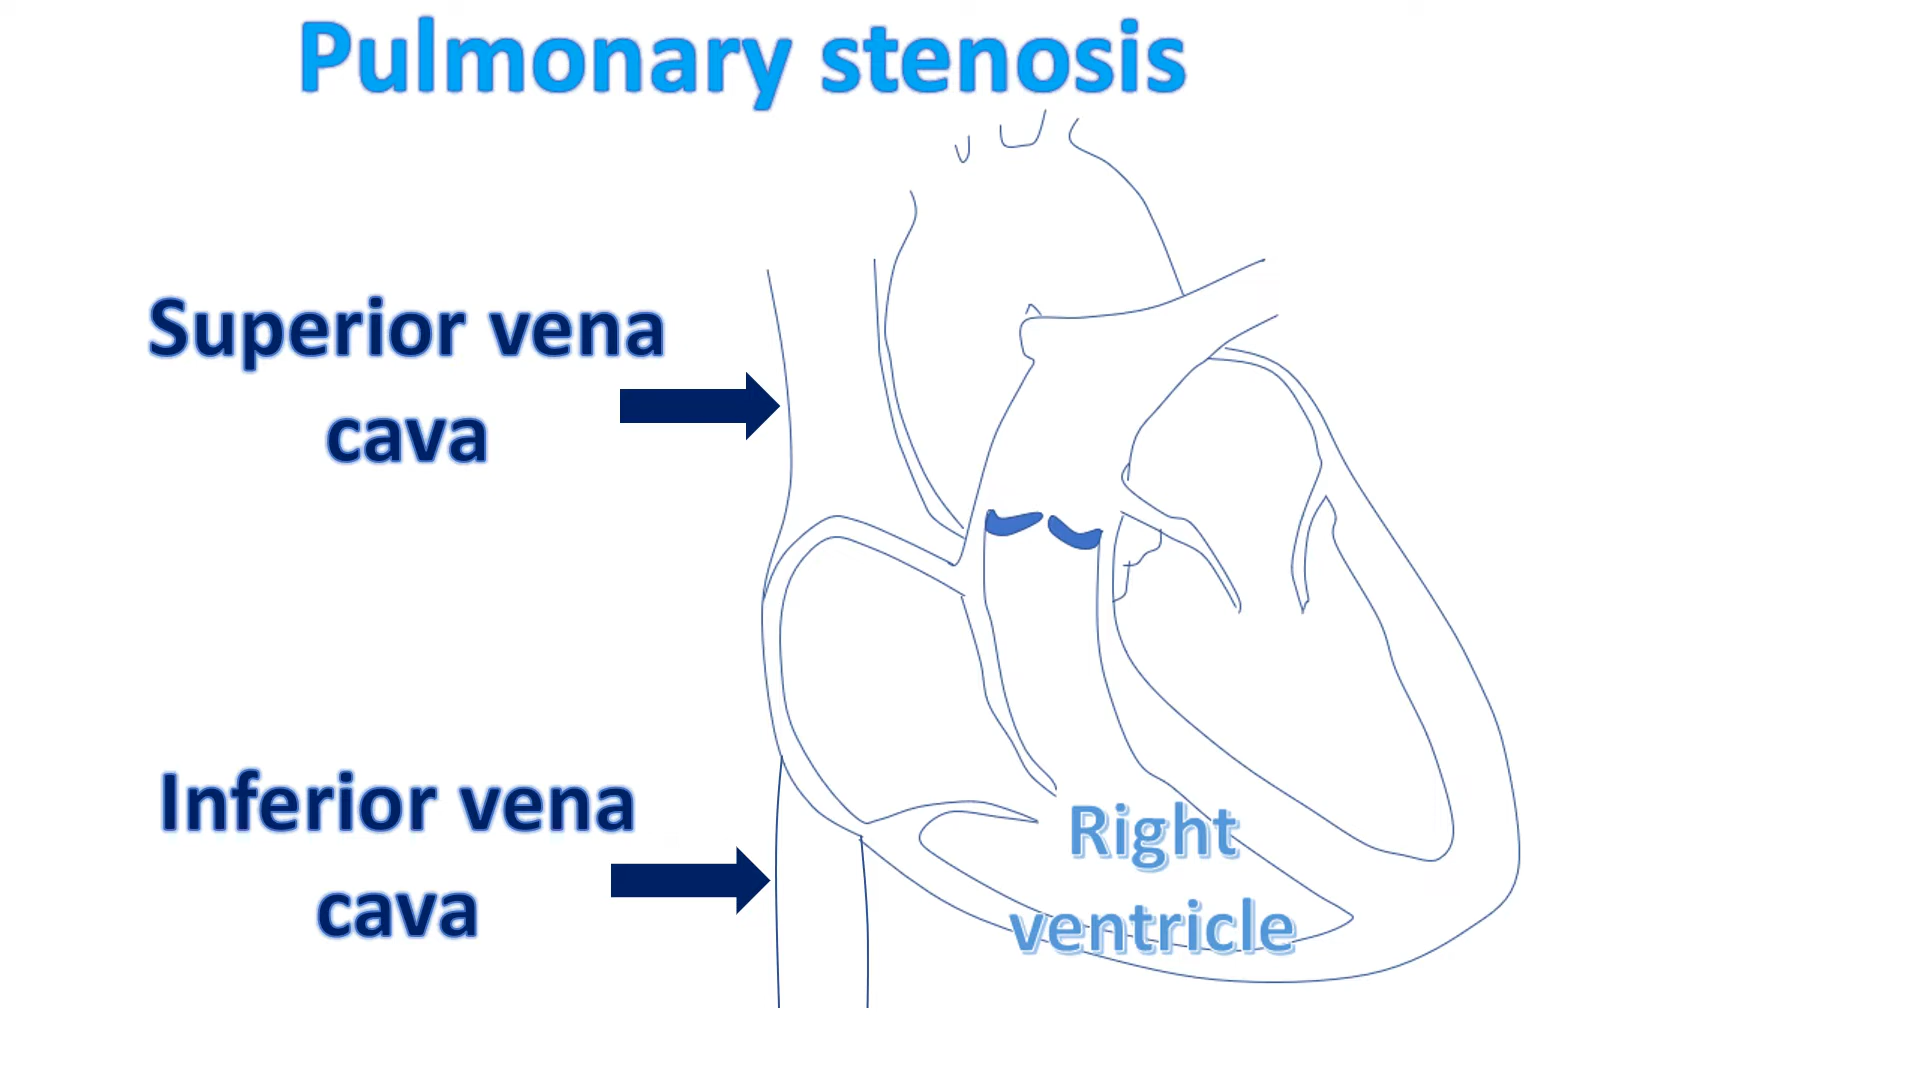 Pulmonary stenosis
Superior vena
cava
Inferior vena
cava
Right
ventricle